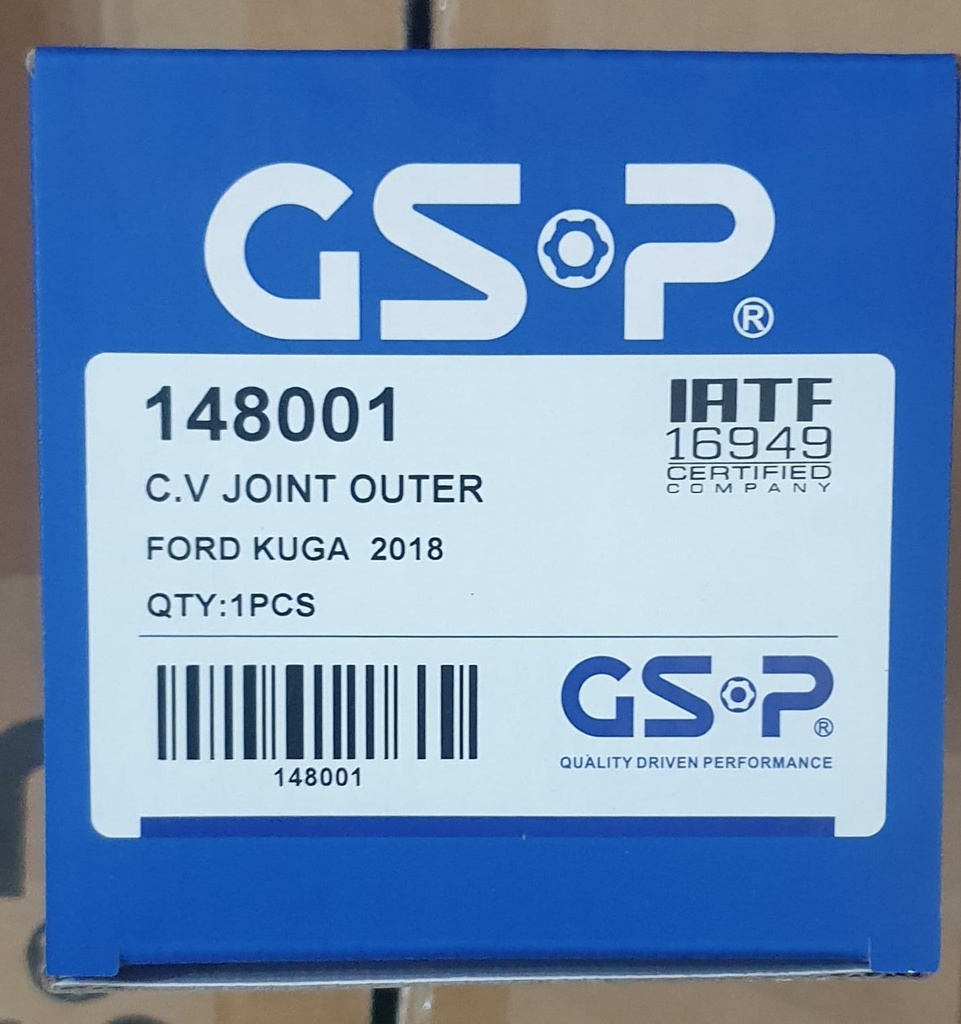 GSP®
148001
C.V JOINT OUTER
FORD KUGA 2018
QTY:1PCS
IATF
16949
CERTIFIED
COMPANY
148001
GSP®
QUALITY DRIVEN PERFORMANCE